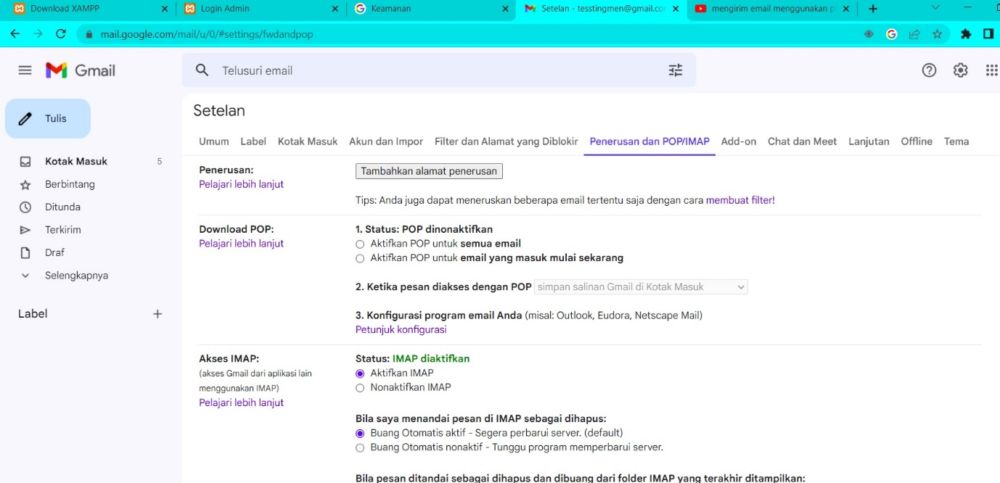 Download XAMPP
Login Admin
Keamanan
Setelan - tesstingmen@gmail.co
mengirim email menggunakan p
mail.google.com/mail/u/0/#settings/fwdandpop
Gmail
Telusuri email
Tulis
Kotak Masuk 5
Berbintang
Ditunda
Terkirim
Draf
Selengkapnya
Label
Setelan
Umum Label Kotak Masuk Akun dan Impor Filter dan Alamat yang Diblokir Penerusan dan POP/IMAP Add-on Chat dan Meet Lanjutan Offline Tema
Penerusan:
Pelajari lebih lanjut
Tambahkan alamat penerusan
Tips: Anda juga dapat meneruskan beberapa email tertentu saja dengan cara membuat filter!
Download POP:
Pelajari lebih lanjut
1. Status: POP dinonaktifkan
Aktifkan POP untuk semua email
Aktifkan POP untuk email yang masuk mulai sekarang
2. Ketika pesan diakses dengan POP simpan salinan Gmail di Kotak Masuk
3. Konfigurasi program email Anda (misal: Outlook, Eudora, Netscape Mail)
Petunjuk konfigurasi
Akses IMAP:
(akses Gmail dari aplikasi lain
menggunakan IMAP)
Pelajari lebih lanjut
Status: IMAP diaktifkan
Aktifkan IMAP
Nonaktifkan IMAP
Bila saya menandai pesan di IMAP sebagai dihapus:
Buang Otomatis aktif - Segera perbarui server. (default)
Buang Otomatis nonaktif - Tunggu program memperbarui server.
Bila pesan ditandai sebagai dihapus dan dibuang dari folder IMAP yang terakhir ditampilkan: